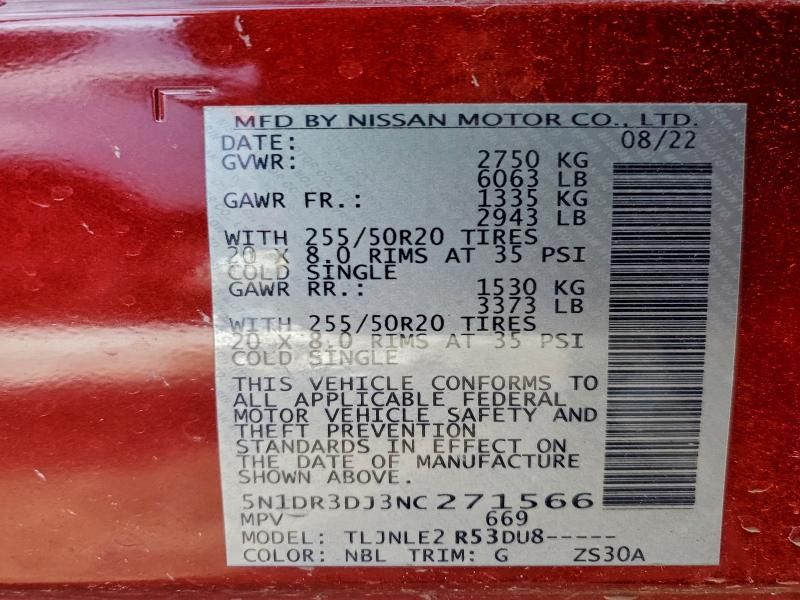 MFD BY NISSAN MOTOR CO., LTD.
DATE: 08/22
GVWR: 2750 KG
6063 LB
GAWR FR.: 1335 KG
2943 LB
WITH 255/50R20 TIRES
20 X 8.0 RIMS AT 35 PSI
COLD SINGLE
GAWR RR.: 1530 KG
3373 LB
WITH 255/50R20 TIRES
20 X 8.0 RIMS AT 35 PSI
COLD SINGLE
THIS VEHICLE CONFORMS TO
ALL APPLICABLE FEDERAL
MOTOR VEHICLE SAFETY AND
THEFT PREVENTION
STANDARDS IN EFFECT ON
THE DATE OF MANUFACTURE
SHOWN ABOVE.
5N1DR3DJ3NC271566
MPV 669
MODEL: TLJNLE2 R53DU8-----
COLOR: NBL TRIM: G ZS30A